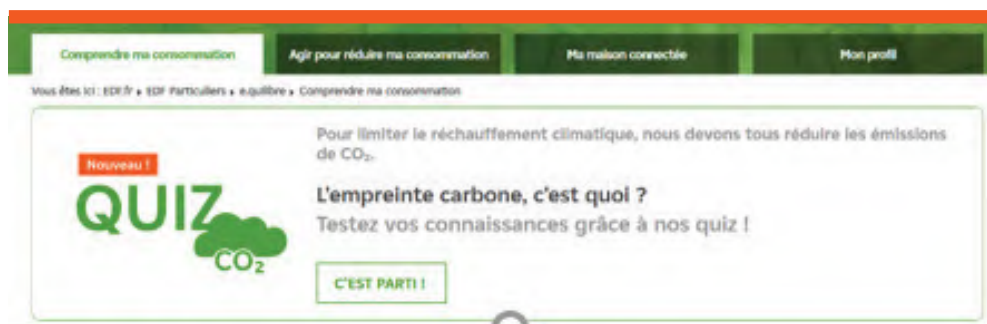 Comprendre ma consommation
Agir pour réduire ma consommation
Ma maison connectée
Mon profil
Vous êtes ici : EDF.fr ▸ EDF Particuliers ▸ e.quilibre ▸ Comprendre ma consommation
Nouveau !
QUIZ
CO₂
Pour limiter le réchauffement climatique, nous devons tous réduire les émissions
de CO₂.
L'empreinte carbone, c'est quoi ?
Testez vos connaissances grâce à nos quiz !
C'EST PARTI !